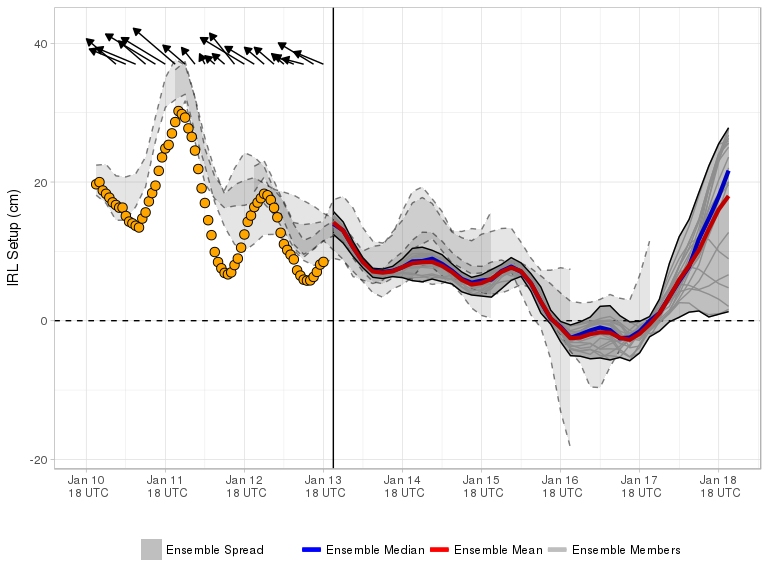 IRL Setup (cm)
40
20
0
-20
Jan 10 Jan 11 Jan 12 Jan 13 Jan 14 Jan 15 Jan 16 Jan 17 Jan 18
18 UTC 18 UTC 18 UTC 18 UTC 18 UTC 18 UTC 18 UTC 18 UTC 18 UTC
Ensemble Spread Ensemble Median Ensemble Mean Ensemble Members